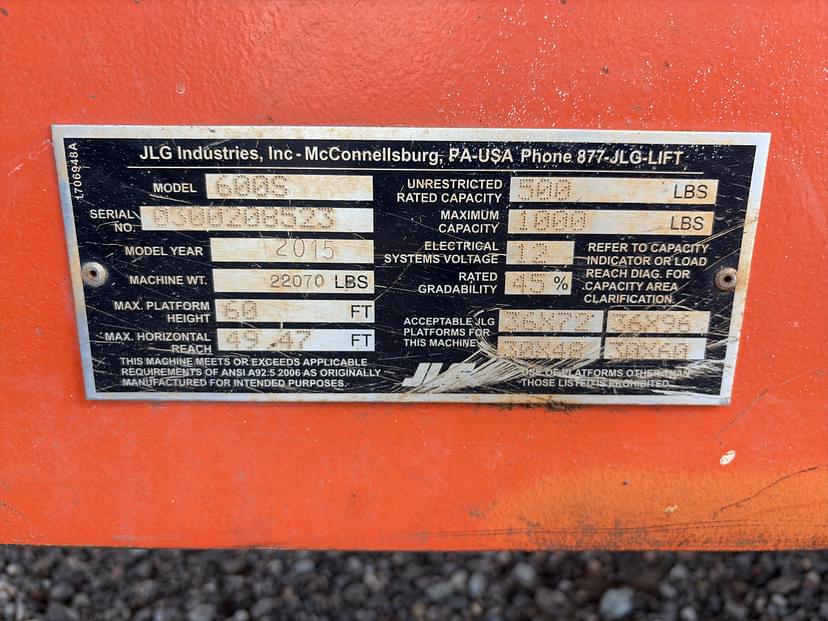 L706948A
JLG Industries, Inc - McConnellsburg, PA-USA Phone 877-JLG-LIFT
MODEL 600S
SERIAL NO. 0300208523
MODEL YEAR 2015
MACHINE WT. 22070 LBS
MAX. PLATFORM HEIGHT 60 FT
MAX. HORIZONTAL REACH 49.47 FT
THIS MACHINE MEETS OR EXCEEDS APPLICABLE
REQUIREMENTS OF ANSI A92.5 2006 AS ORIGINALLY
MANUFACTURED FOR INTENDED PURPOSES.
UNRESTRICTED RATED CAPACITY 500 LBS
MAXIMUM CAPACITY 1000 LBS
ELECTRICAL SYSTEMS VOLTAGE 12
RATED GRADABILITY 45 %
REFER TO CAPACITY
INDICATOR OR LOAD
REACH DIAG. FOR
CAPACITY AREA
CLARIFICATION.
ACCEPTABLE JLG
PLATFORMS FOR
THIS MACHINE
36X72 36X96
JLG
USE OF PLATFORMS OTHER THAN
THOSE LISTED IS PROHIBITED.